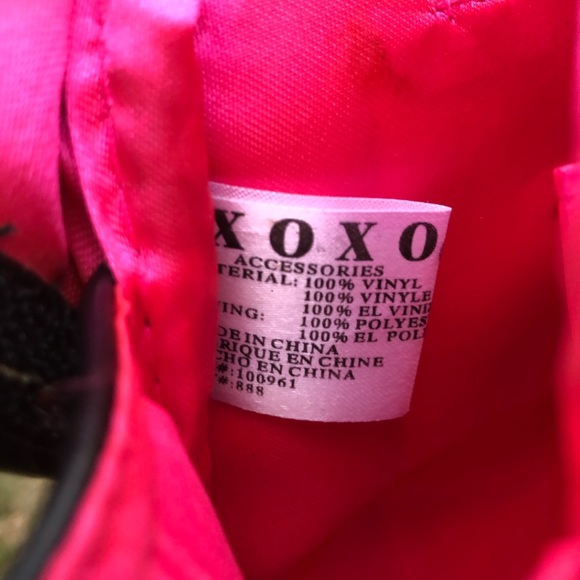 XOXO
ACCESSORIES
TERIAL: 100% VINYL
100% VINYLE
100% EL VINI
ING: 100% POLYES
100% EL POL
DE IN CHINA
RIQUE EN CHINE
CHO EN CHINA
#:100961
#:888